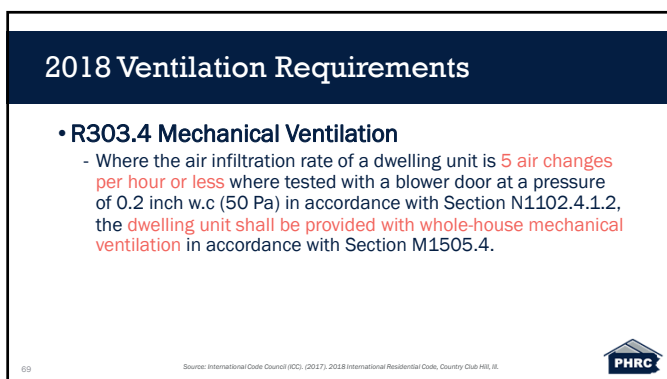 2018 Ventilation Requirements
• R303.4 Mechanical Ventilation
- Where the air infiltration rate of a dwelling unit is 5 air changes
per hour or less where tested with a blower door at a pressure
of 0.2 inch w.c (50 Pa) in accordance with Section N1102.4.1.2,
the dwelling unit shall be provided with whole-house mechanical
ventilation in accordance with Section M1505.4.
69
Source: International Code Council (ICC). (2017). 2018 International Residential Code, Country Club Hill, Ill.
PHRC